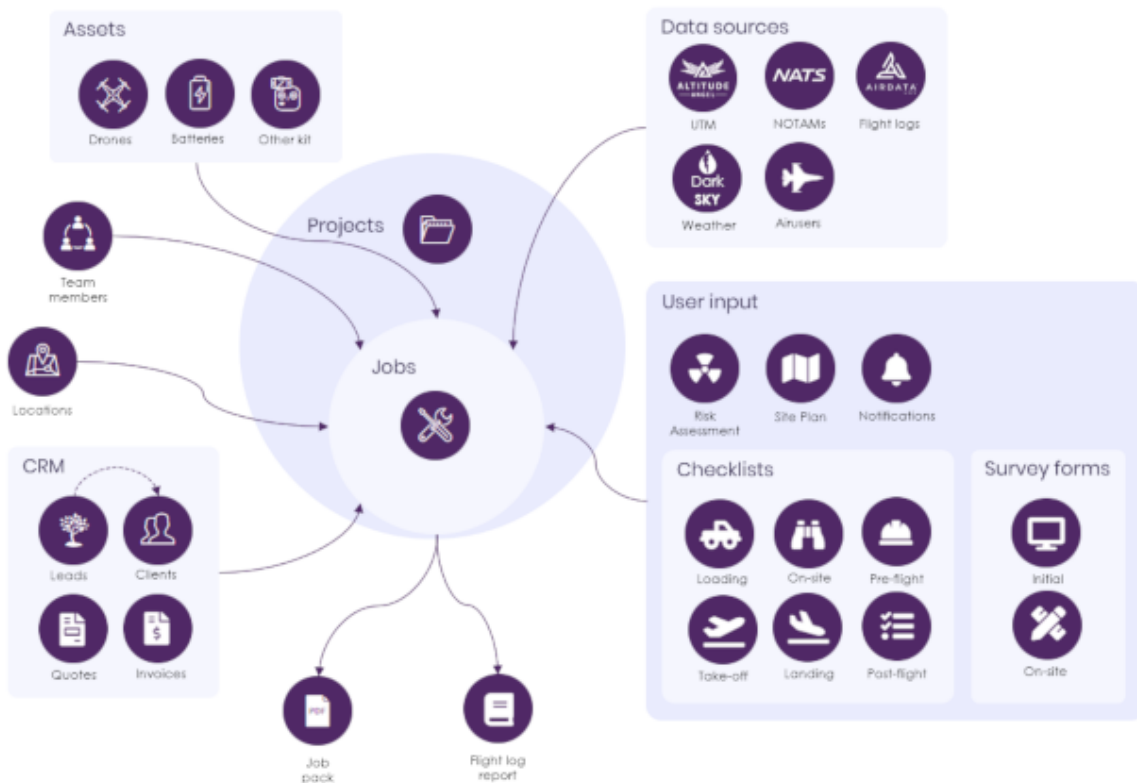 Assets
Drones
Batteries
Other kit
Data sources
ALTITUDE
ANGEL
UTM
NATS
NOTAMs
AIRDATA
Flight logs
Dark
SKY
Weather
Airusers
Projects
Team
members
Locations
Jobs
User input
Risk
Assessment
Site Plan
Notifications
CRM
Leads
Clients
Quotes
Invoices
Checklists
Loading
On-site
Pre-flight
Take-off
Landing
Post-flight
Survey forms
Initial
On-site
PDF
Job
pack
Flight log
report